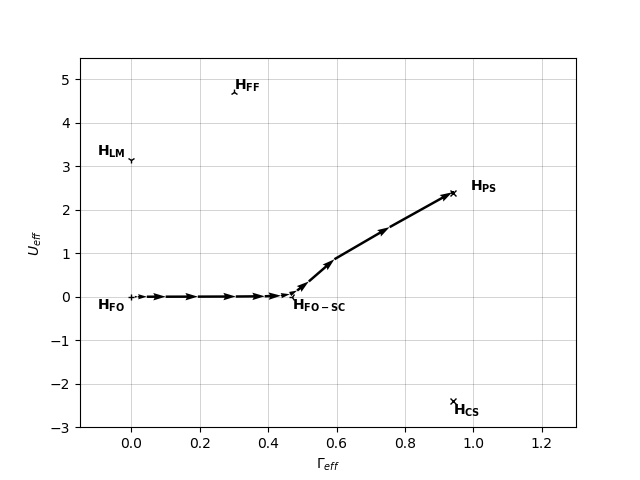 5
4
3
2
1
0
−1
−2
−3
U_eff
H_FF
H_LM
H_PS
H_FO
H_FO−SC
H_CS
0.0 0.2 0.4 0.6 0.8 1.0 1.2
Γ_eff